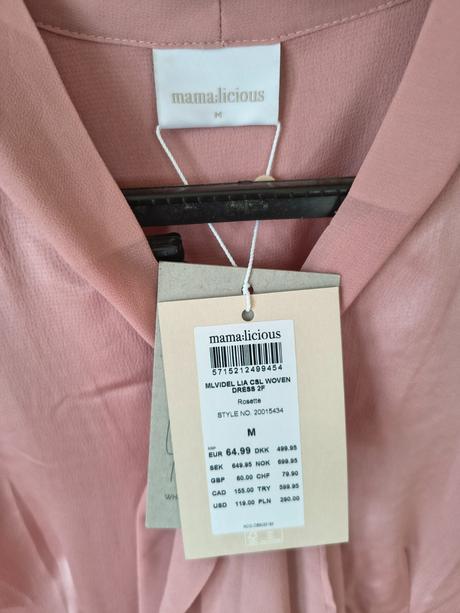 mama:licious
M
mama:licious
5715212499454
MLVIDEL LIA CSL WOVEN
DRESS 2F
Rosette
STYLE NO. 20015434
M
RRP
EUR 64.99 DKK 499.95
SEK 649.95 NOK 699.95
GBP 60.00 CHF 79.90
CAD 155.00 TRY 599.95
USD 119.00 PLN 290.00